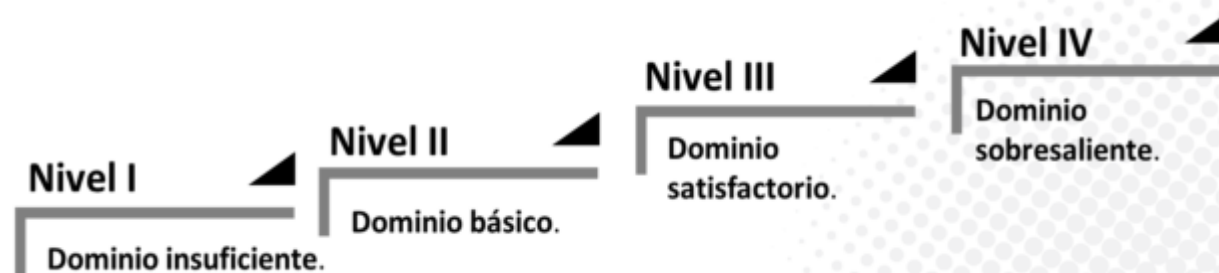 Nivel I
Dominio insuficiente.
Nivel II
Dominio básico.
Nivel III
Dominio
satisfactorio.
Nivel IV
Dominio
sobresaliente.